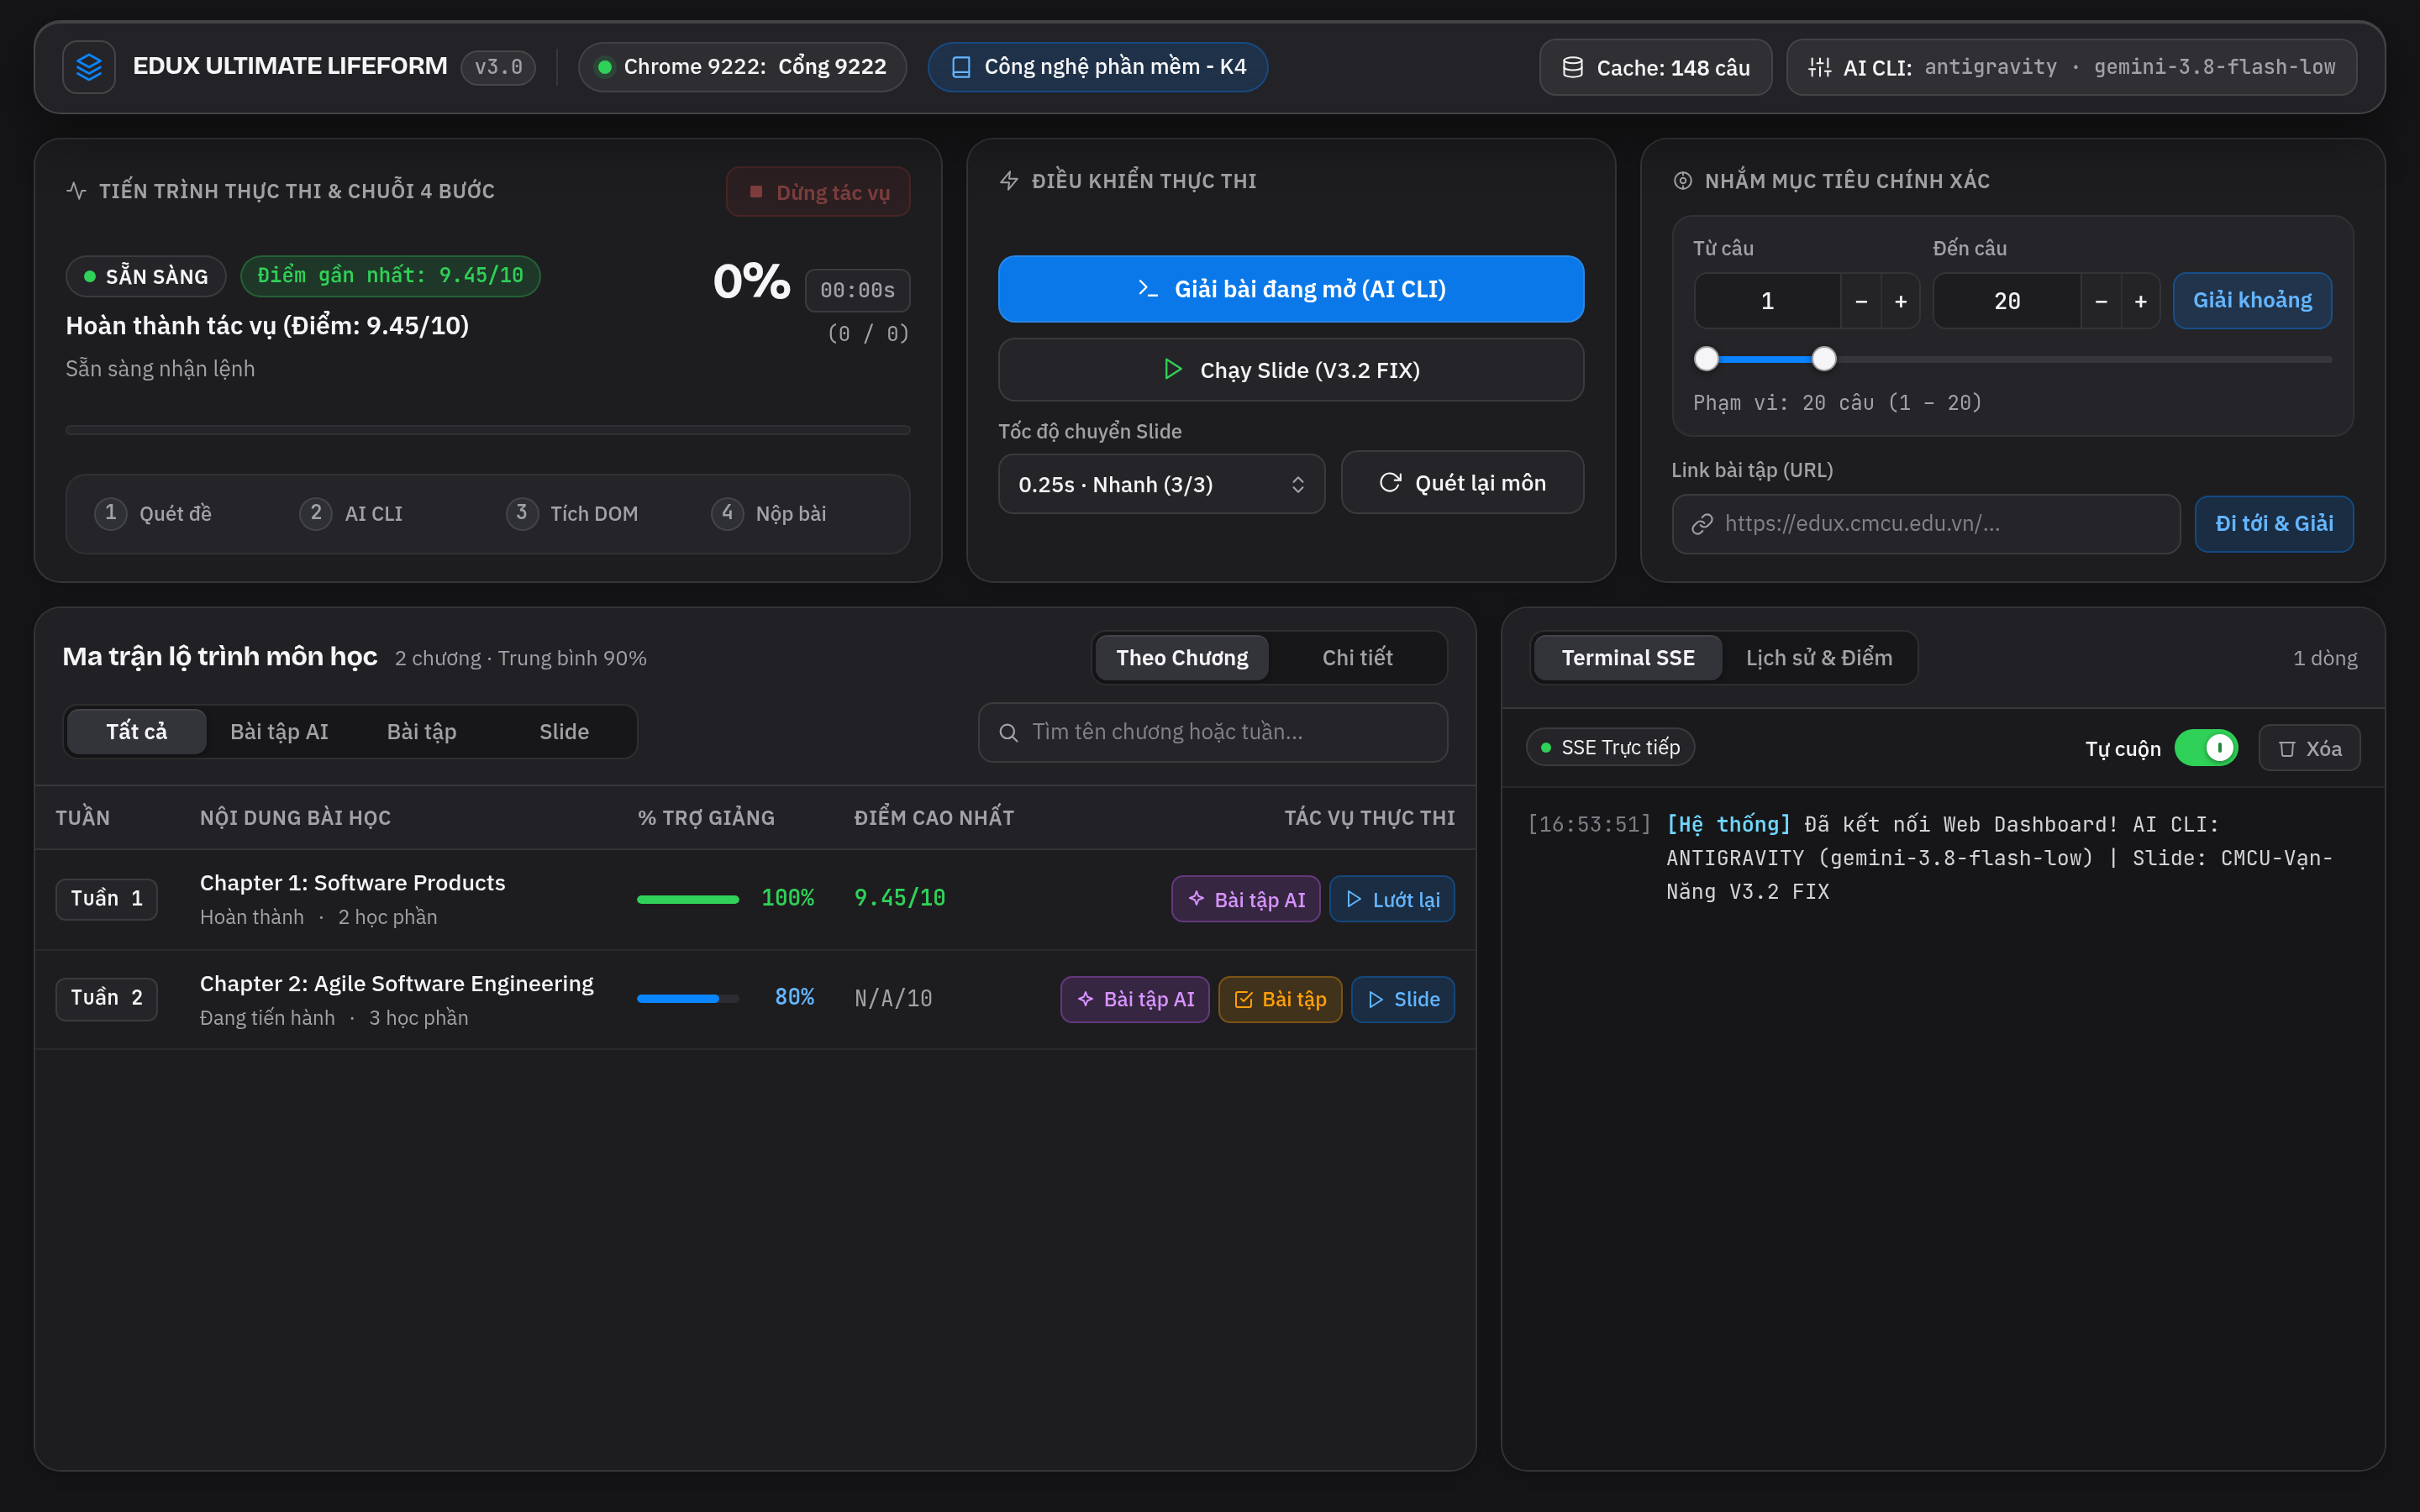 EDUX ULTIMATE LIFEFORM v3.0 Chrome 9222: Cổng 9222 Công nghệ phần mềm - K4 Cache: 148 câu AI CLI: antigravity · gemini-3.8-flash-low
TIẾN TRÌNH THỰC THI & CHUỖI 4 BƯỚC
Dừng tác vụ
SẴN SÀNG Điểm gần nhất: 9.45/10
0% 00:00s
Hoàn thành tác vụ (Điểm: 9.45/10)
(0 / 0)
Sẵn sàng nhận lệnh
1 Quét đề 2 AI CLI 3 Tích DOM 4 Nộp bài
ĐIỀU KHIỂN THỰC THI
Giải bài đang mở (AI CLI)
Chạy Slide (V3.2 FIX)
Tốc độ chuyển Slide
0.25s · Nhanh (3/3) Quét lại môn
NHẮM MỤC TIÊU CHÍNH XÁC
Từ câu Đến câu
1 − + 20 − + Giải khoảng
Phạm vi: 20 câu (1 – 20)
Link bài tập (URL)
https://edux.cmcu.edu.vn/... Đi tới & Giải
Ma trận lộ trình môn học 2 chương · Trung bình 90% Theo Chương Chi tiết
Tất cả Bài tập AI Bài tập Slide Tìm tên chương hoặc tuần...
TUẦN NỘI DUNG BÀI HỌC % TRỢ GIẢNG ĐIỂM CAO NHẤT TÁC VỤ THỰC THI
Tuần 1 Chapter 1: Software Products 100% 9.45/10 Bài tập AI Lướt lại
Hoàn thành · 2 học phần
Tuần 2 Chapter 2: Agile Software Engineering 80% N/A/10 Bài tập AI Bài tập Slide
Đang tiến hành · 3 học phần
Terminal SSE Lịch sử & Điểm 1 dòng
SSE Trực tiếp Tự cuộn Xóa
[16:53:51] [Hệ thống] Đã kết nối Web Dashboard! AI CLI:
ANTIGRAVITY (gemini-3.8-flash-low) | Slide: CMCU-Vạn-
Năng V3.2 FIX